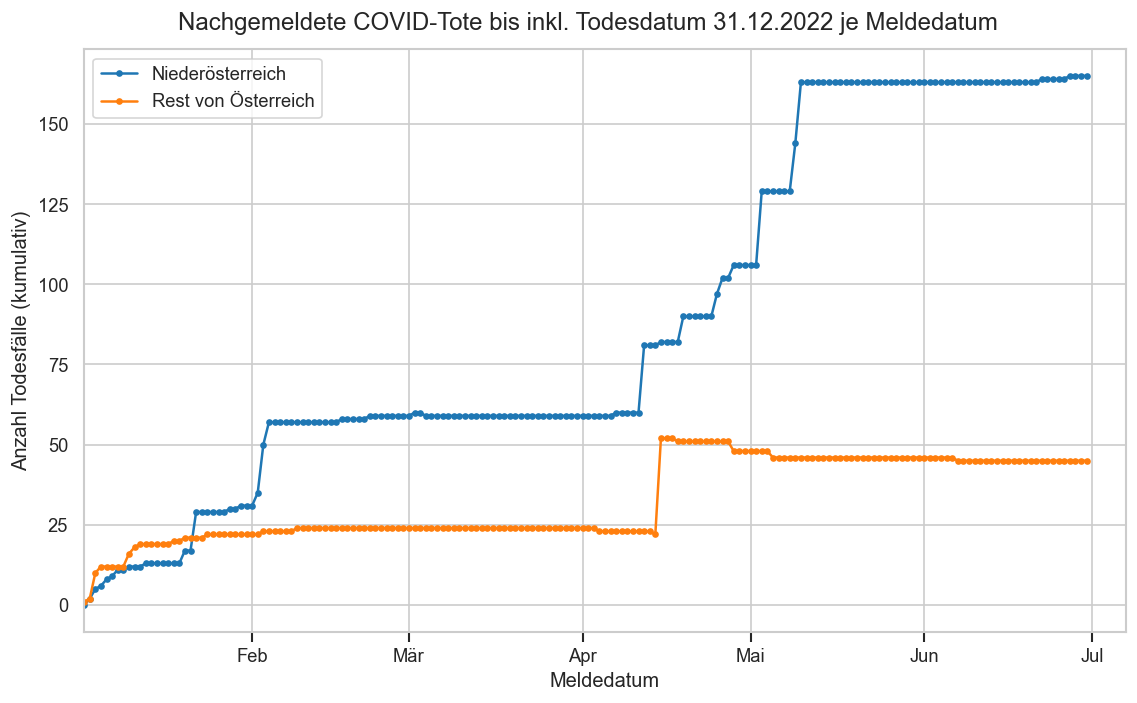 Nachgemeldete COVID-Tote bis inkl. Todesdatum 31.12.2022 je Meldedatum
Niederösterreich
Rest von Österreich
Anzahl Todesfälle (kumulativ)
150
125
100
75
50
25
0
Feb Mär Apr Mai Jun Jul
Meldedatum